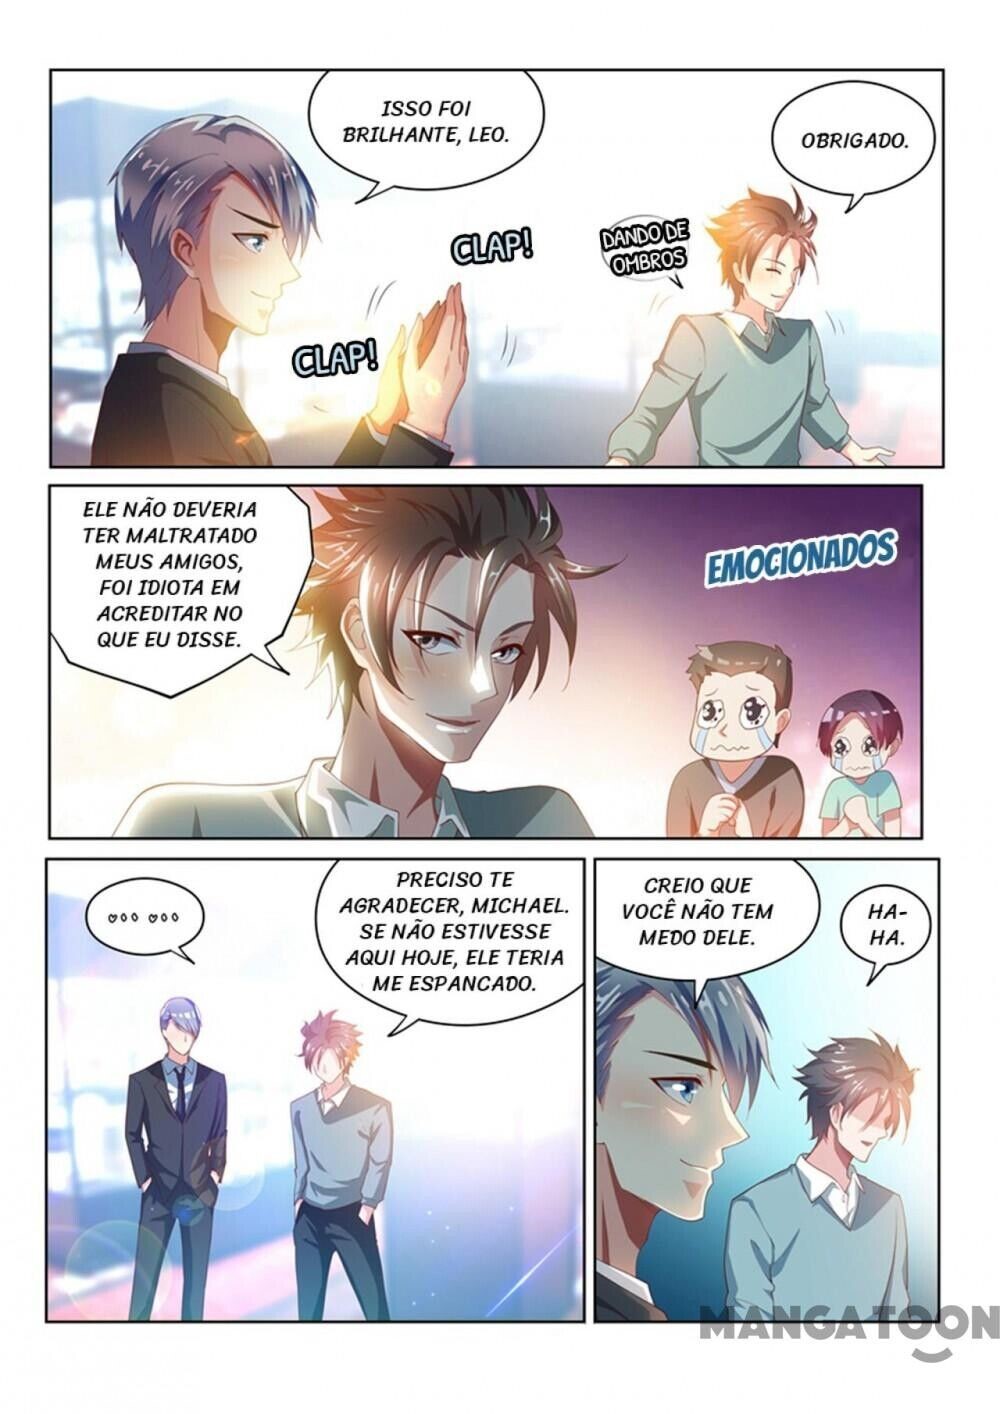 ISSO FOI
BRILHANTE, LEO.
OBRIGADO.
CLAP!
CLAP!
DANDO DE
OMBROS
ELE NÃO DEVERIA
TER MALTRATADO
MEUS AMIGOS,
FOI IDIOTA EM
ACREDITAR NO
QUE EU DISSE.
EMOCIONADOS
... ...
PRECISO TE
AGRADECER, MICHAEL.
SE NÃO ESTIVESSE
AQUI HOJE, ELE TERIA
ME ESPANCADO.
CREIO QUE
VOCÊ NÃO TEM
MEDO DELE.
HA-
HA.
MANGATOON